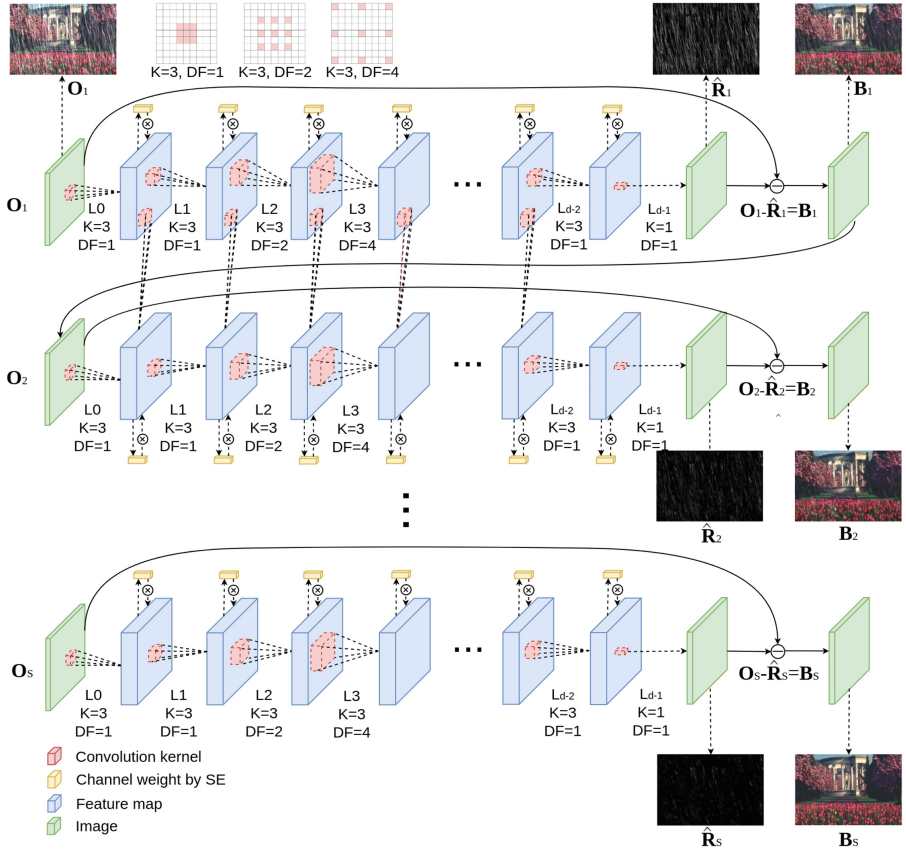 K=3, DF=1
K=3, DF=2
K=3, DF=4
O1
R̂1
B1
O1
L0
K=3
DF=1
L1
K=3
DF=1
L2
K=3
DF=2
L3
K=3
DF=4
Ld-2
K=3
DF=1
Ld-1
K=1
DF=1
O1-R̂1=B1
O2
L0
K=3
DF=1
L1
K=3
DF=1
L2
K=3
DF=2
L3
K=3
DF=4
Ld-2
K=3
DF=1
Ld-1
K=1
DF=1
O2-R̂2=B2
R̂2
B2
OS
L0
K=3
DF=1
L1
K=3
DF=1
L2
K=3
DF=2
L3
K=3
DF=4
Ld-2
K=3
DF=1
Ld-1
K=1
DF=1
OS-R̂S=BS
Convolution kernel
Channel weight by SE
Feature map
Image
R̂S
BS